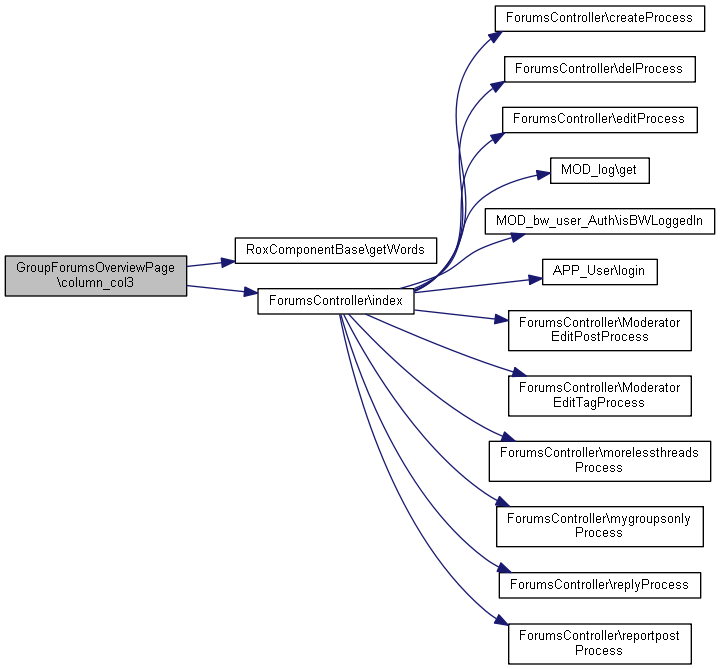 ForumsController\createProcess
ForumsController\delProcess
ForumsController\editProcess
MOD_log\get
MOD_bw_user_Auth\isBWLoggedIn
RoxComponentBase\getWords
GroupForumsOverviewPage
\column_col3
APP_User\login
ForumsController\index
ForumsController\Moderator
EditPostProcess
ForumsController\Moderator
EditTagProcess
ForumsController\morelessthreads
Process
ForumsController\mygroupsonly
Process
ForumsController\replyProcess
ForumsController\reportpost
Process